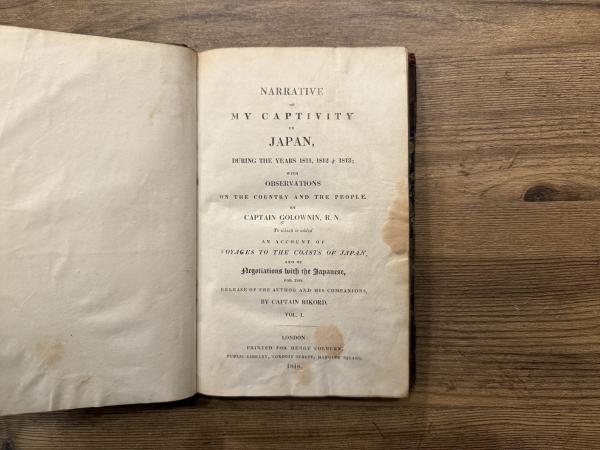 NARRATIVE
OF
MY CAPTIVITY
IN
JAPAN,
DURING THE YEARS 1811, 1812 & 1813;
WITH
OBSERVATIONS
ON THE COUNTRY AND THE PEOPLE.
BY
CAPTAIN GOLOWNIN, R. N.
To which is added
AN ACCOUNT OF
VOYAGES TO THE COASTS OF JAPAN,
AND OF
Negotiations with the Japanese,
FOR THE
RELEASE OF THE AUTHOR AND HIS COMPANIONS,
BY CAPTAIN RIKORD.
VOL. I.
LONDON:
PRINTED FOR HENRY COLBURN,
PUBLIC LIBRARY, CONDUIT STREET, HANOVER SQUARE.
1818.